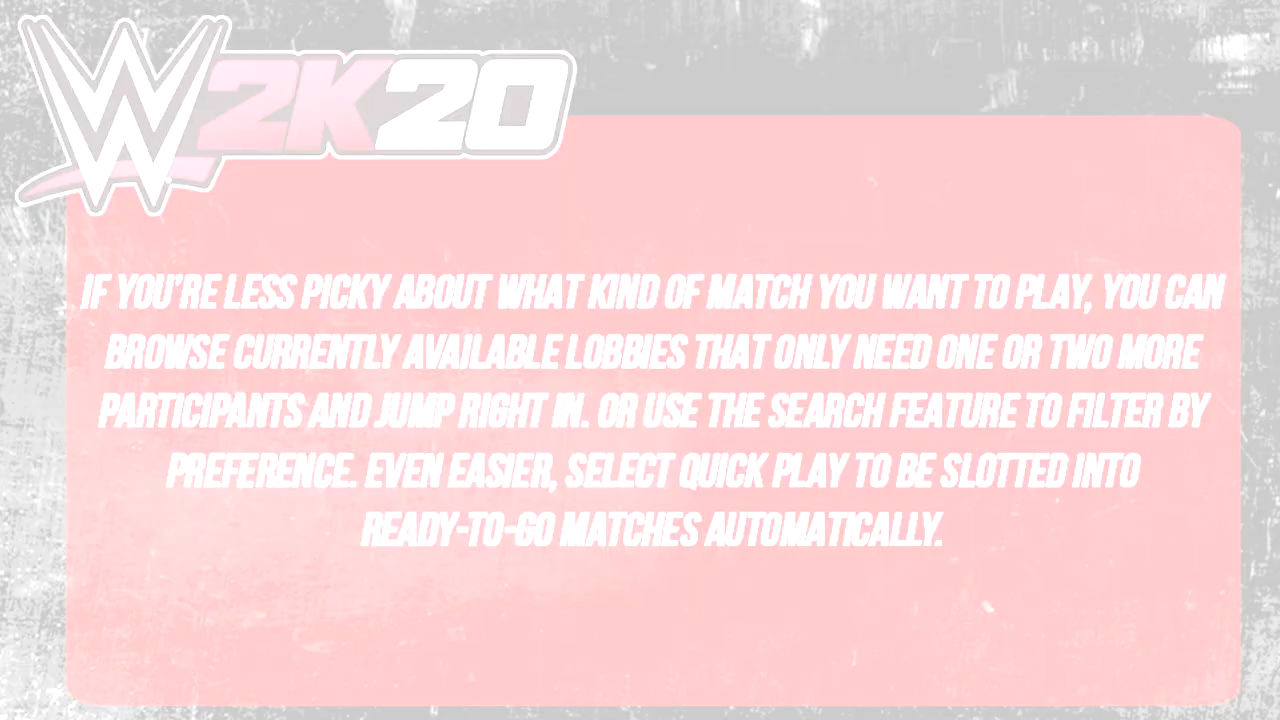 W2K20
IF YOU'RE LESS PICKY ABOUT WHAT KIND OF MATCH YOU WANT TO PLAY, YOU CAN
BROWSE CURRENTLY AVAILABLE LOBBIES THAT ONLY NEED ONE OR TWO MORE
PARTICIPANTS AND JUMP RIGHT IN. OR USE THE SEARCH FEATURE TO FILTER BY
PREFERENCE. EVEN EASIER, SELECT QUICK PLAY TO BE SLOTTED INTO
READY-TO-GO MATCHES AUTOMATICALLY.